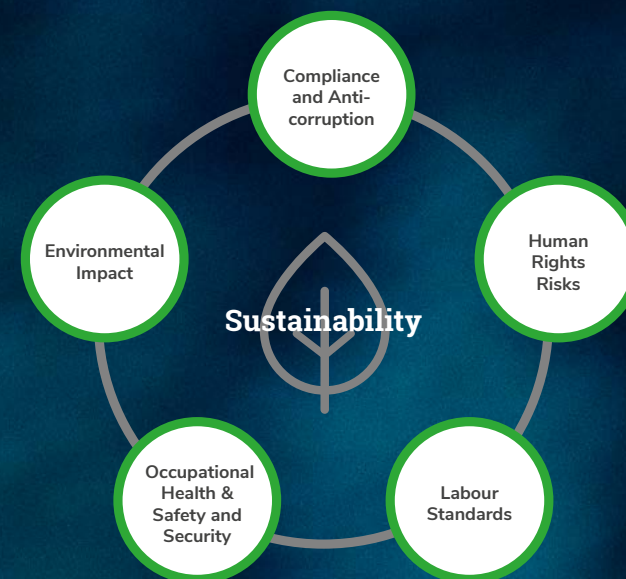 Compliance
and Anti-
corruption
Environmental
Impact
Human
Rights
Risks
Sustainability
Occupational
Health &
Safety and
Security
Labour
Standards